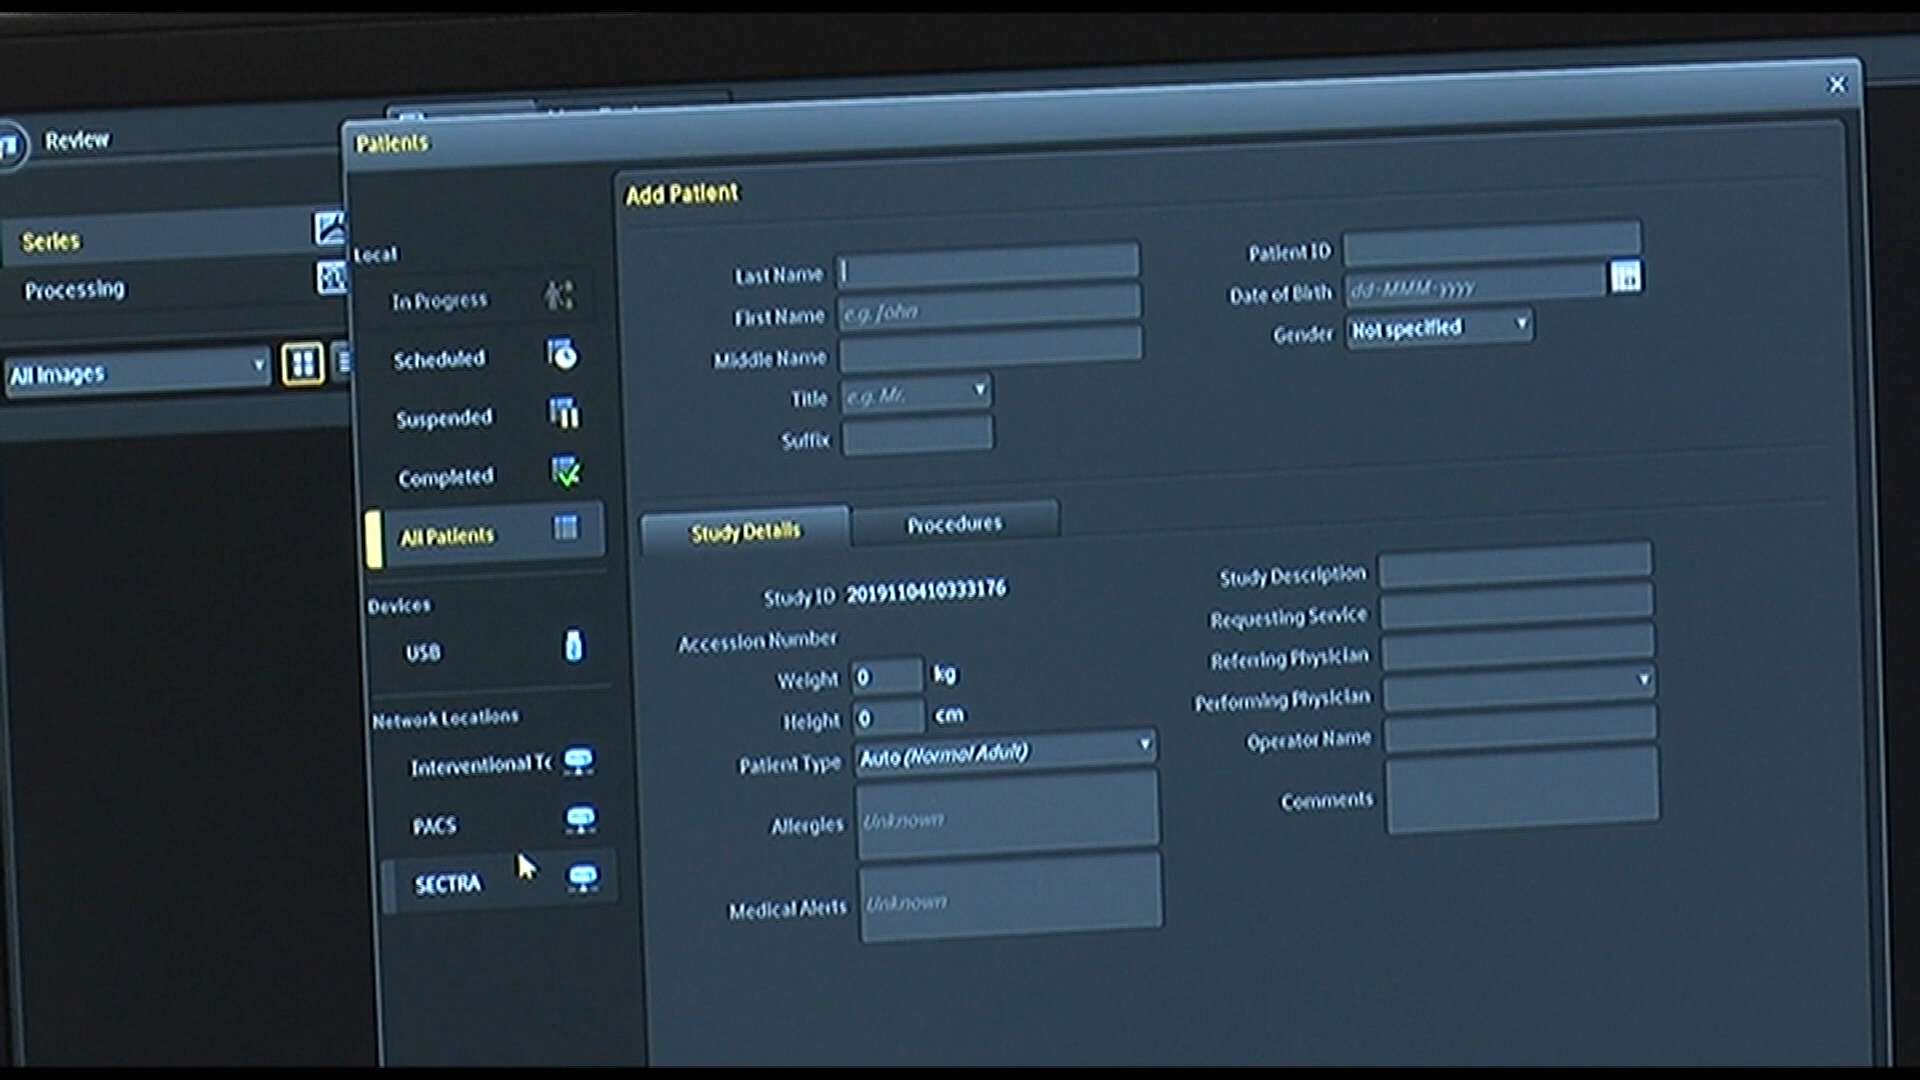 Review
Series
Processing
All Images
Patients
Local
In Progress
Scheduled
Suspended
Completed
All Patients
Devices
USB
Network Locations
Interventional
PACS
SECTRA
Add Patient
Last Name
First Name e.g. John
Middle Name
Title e.g. Mr.
Suffix
Patient ID
Date of Birth dd-MMM-yyyy
Gender Not specified
Study Details Procedures
Study ID 2019110410333176
Accession Number
Weight 0 kg
Height 0 cm
Patient Type Auto (Normal Adult)
Allergies Unknown
Medical Alerts Unknown
Study Description
Requesting Service
Referring Physician
Performing Physician
Operator Name
Comments